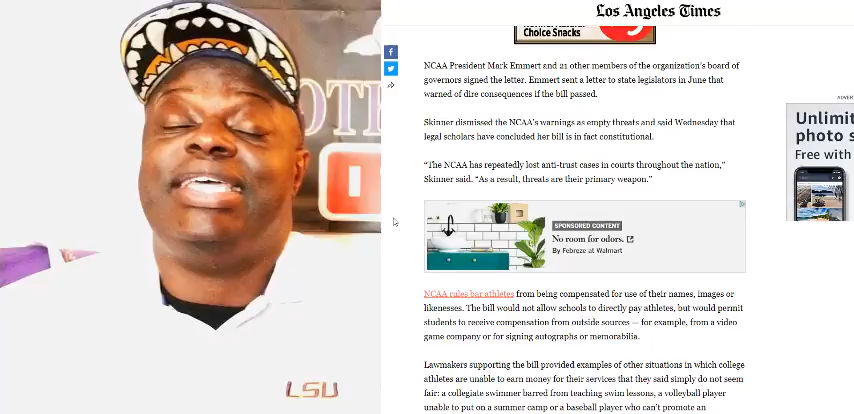 Los Angeles Times
Choice Snacks
NCAA President Mark Emmert and 21 other members of the organization's board of
governors signed the letter. Emmert sent a letter to state legislators in June that
warned of dire consequences if the bill passed.
Skinner dismissed the NCAA's warnings as empty threats and said Wednesday that
legal scholars have concluded her bill is in fact constitutional.
"The NCAA has repeatedly lost anti-trust cases in courts throughout the nation,"
Skinner said. "As a result, threats are their primary weapon."
SPONSORED CONTENT
No room for odors.
By Febreze at Walmart
NCAA rules bar athletes from being compensated for use of their names, images or
likenesses. The bill would not allow schools to directly pay athletes, but would permit
students to receive compensation from outside sources — for example, from a video
game company or for signing autographs or memorabilia.
Lawmakers supporting the bill provided examples of other situations in which college
athletes are unable to earn money for their services that they said simply do not seem
fair: a collegiate swimmer barred from teaching swim lessons, a volleyball player
unable to put on a summer camp or a baseball player who can't promote an
ADVER
Unlimit
photo s
Free with
LSU